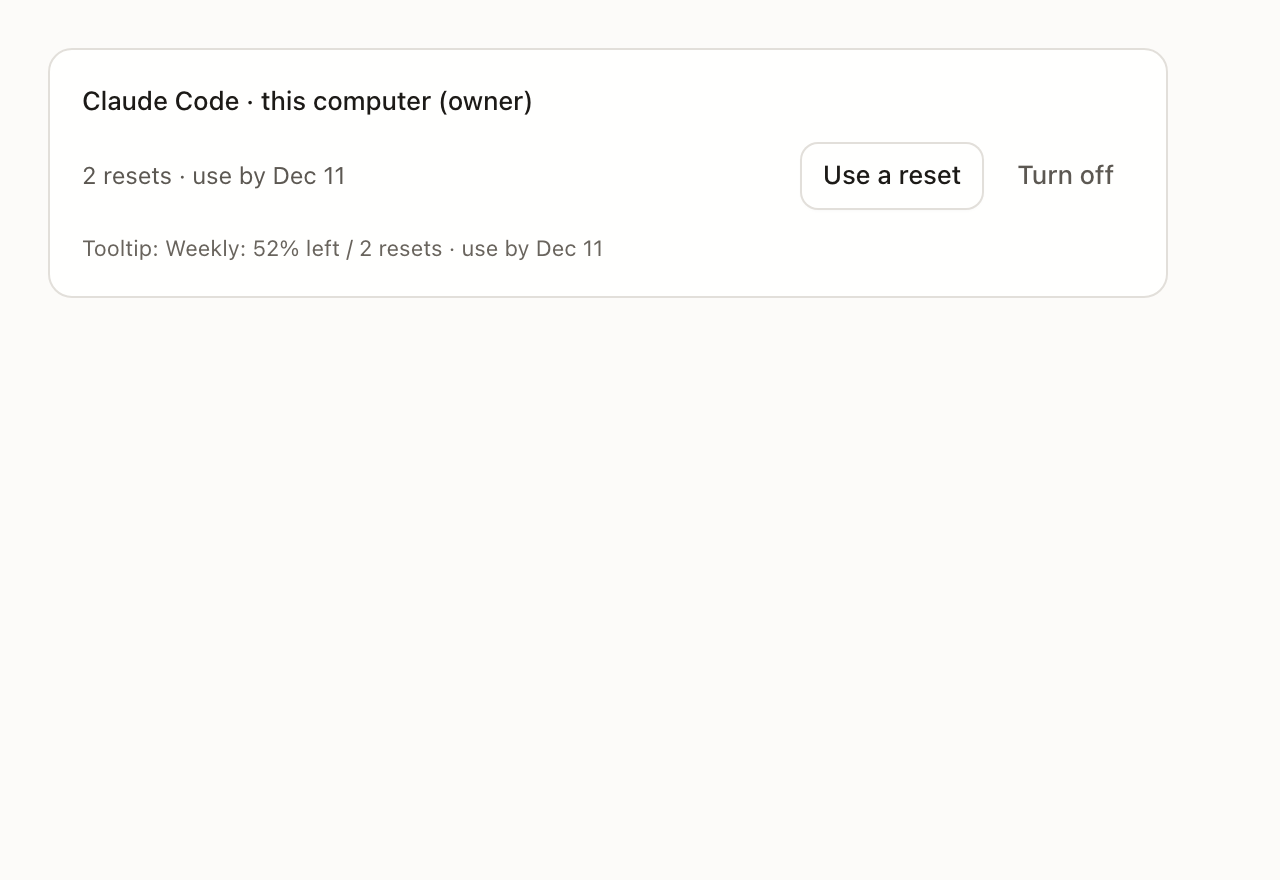 Claude Code · this computer (owner)
2 resets · use by Dec 11
Use a reset
Turn off
Tooltip: Weekly: 52% left / 2 resets · use by Dec 11